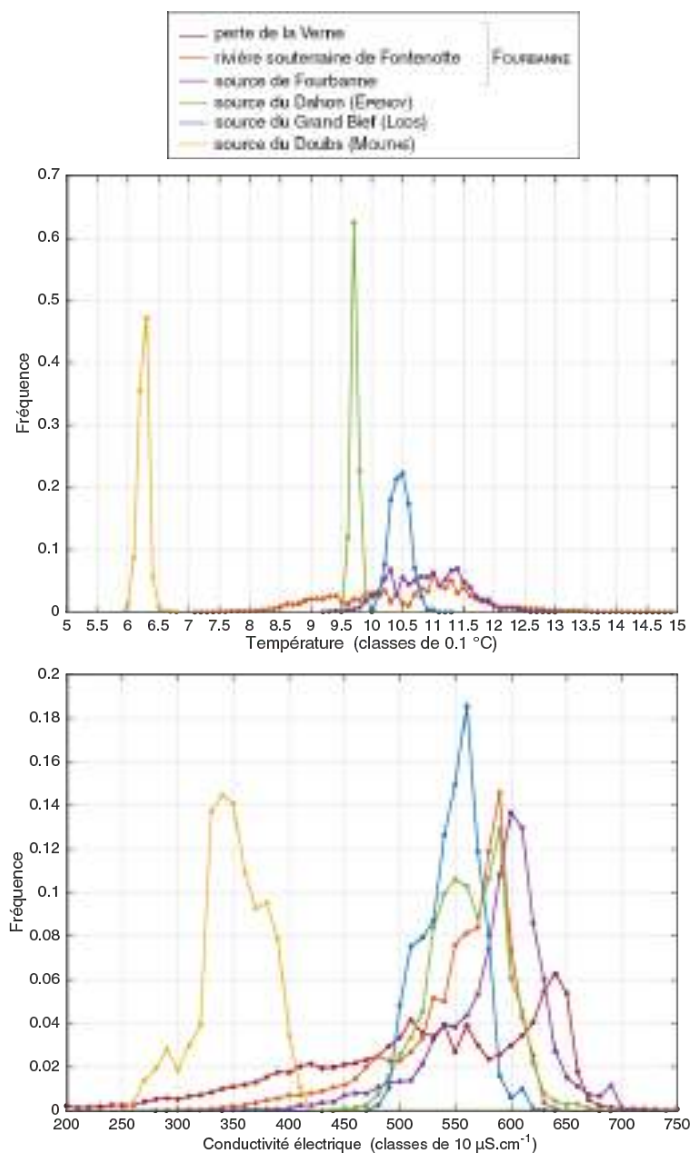 perte de la Verne
rivière souterraine de Fontenotte
FOURBANNE
source de Fourbanne
source du Dahon (EPENOY)
source du Grand Bief (LODS)
source du Doubs (MOUTHE)
0.7
0.6
0.5
0.4
0.3
0.2
0.1
0
Fréquence
5 5.5 6 6.5 7 7.5 8 8.5 9 9.5 10 10.5 11 11.5 12 12.5 13 13.5 14 14.5 15
Température (classes de 0.1 °C)
0.2
0.18
0.16
0.14
0.12
0.1
0.08
0.06
0.04
0.02
0
Fréquence
200 250 300 350 400 450 500 550 600 650 700 750
Conductivité électrique (classes de 10 µS.cm-1)